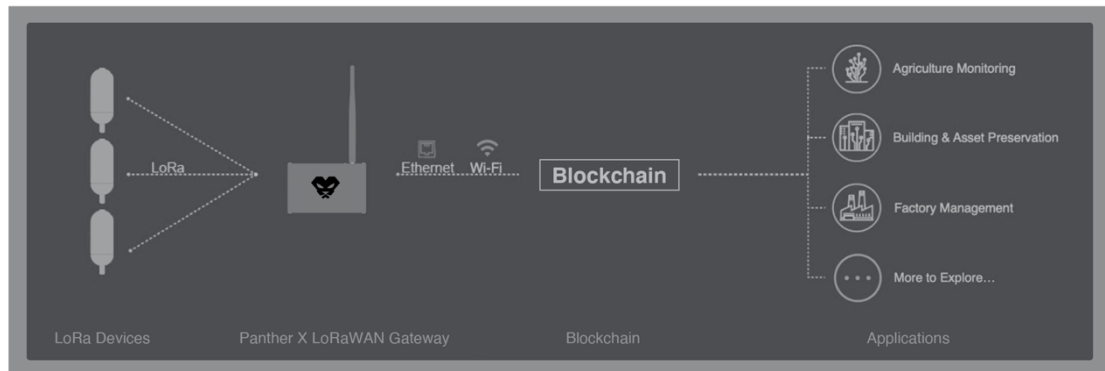 LoRa
Ethernet
Wi-Fi
Blockchain
Agriculture Monitoring
Building & Asset Preservation
Factory Management
More to Explore...
LoRa Devices
Panther X LoRaWAN Gateway
Blockchain
Applications